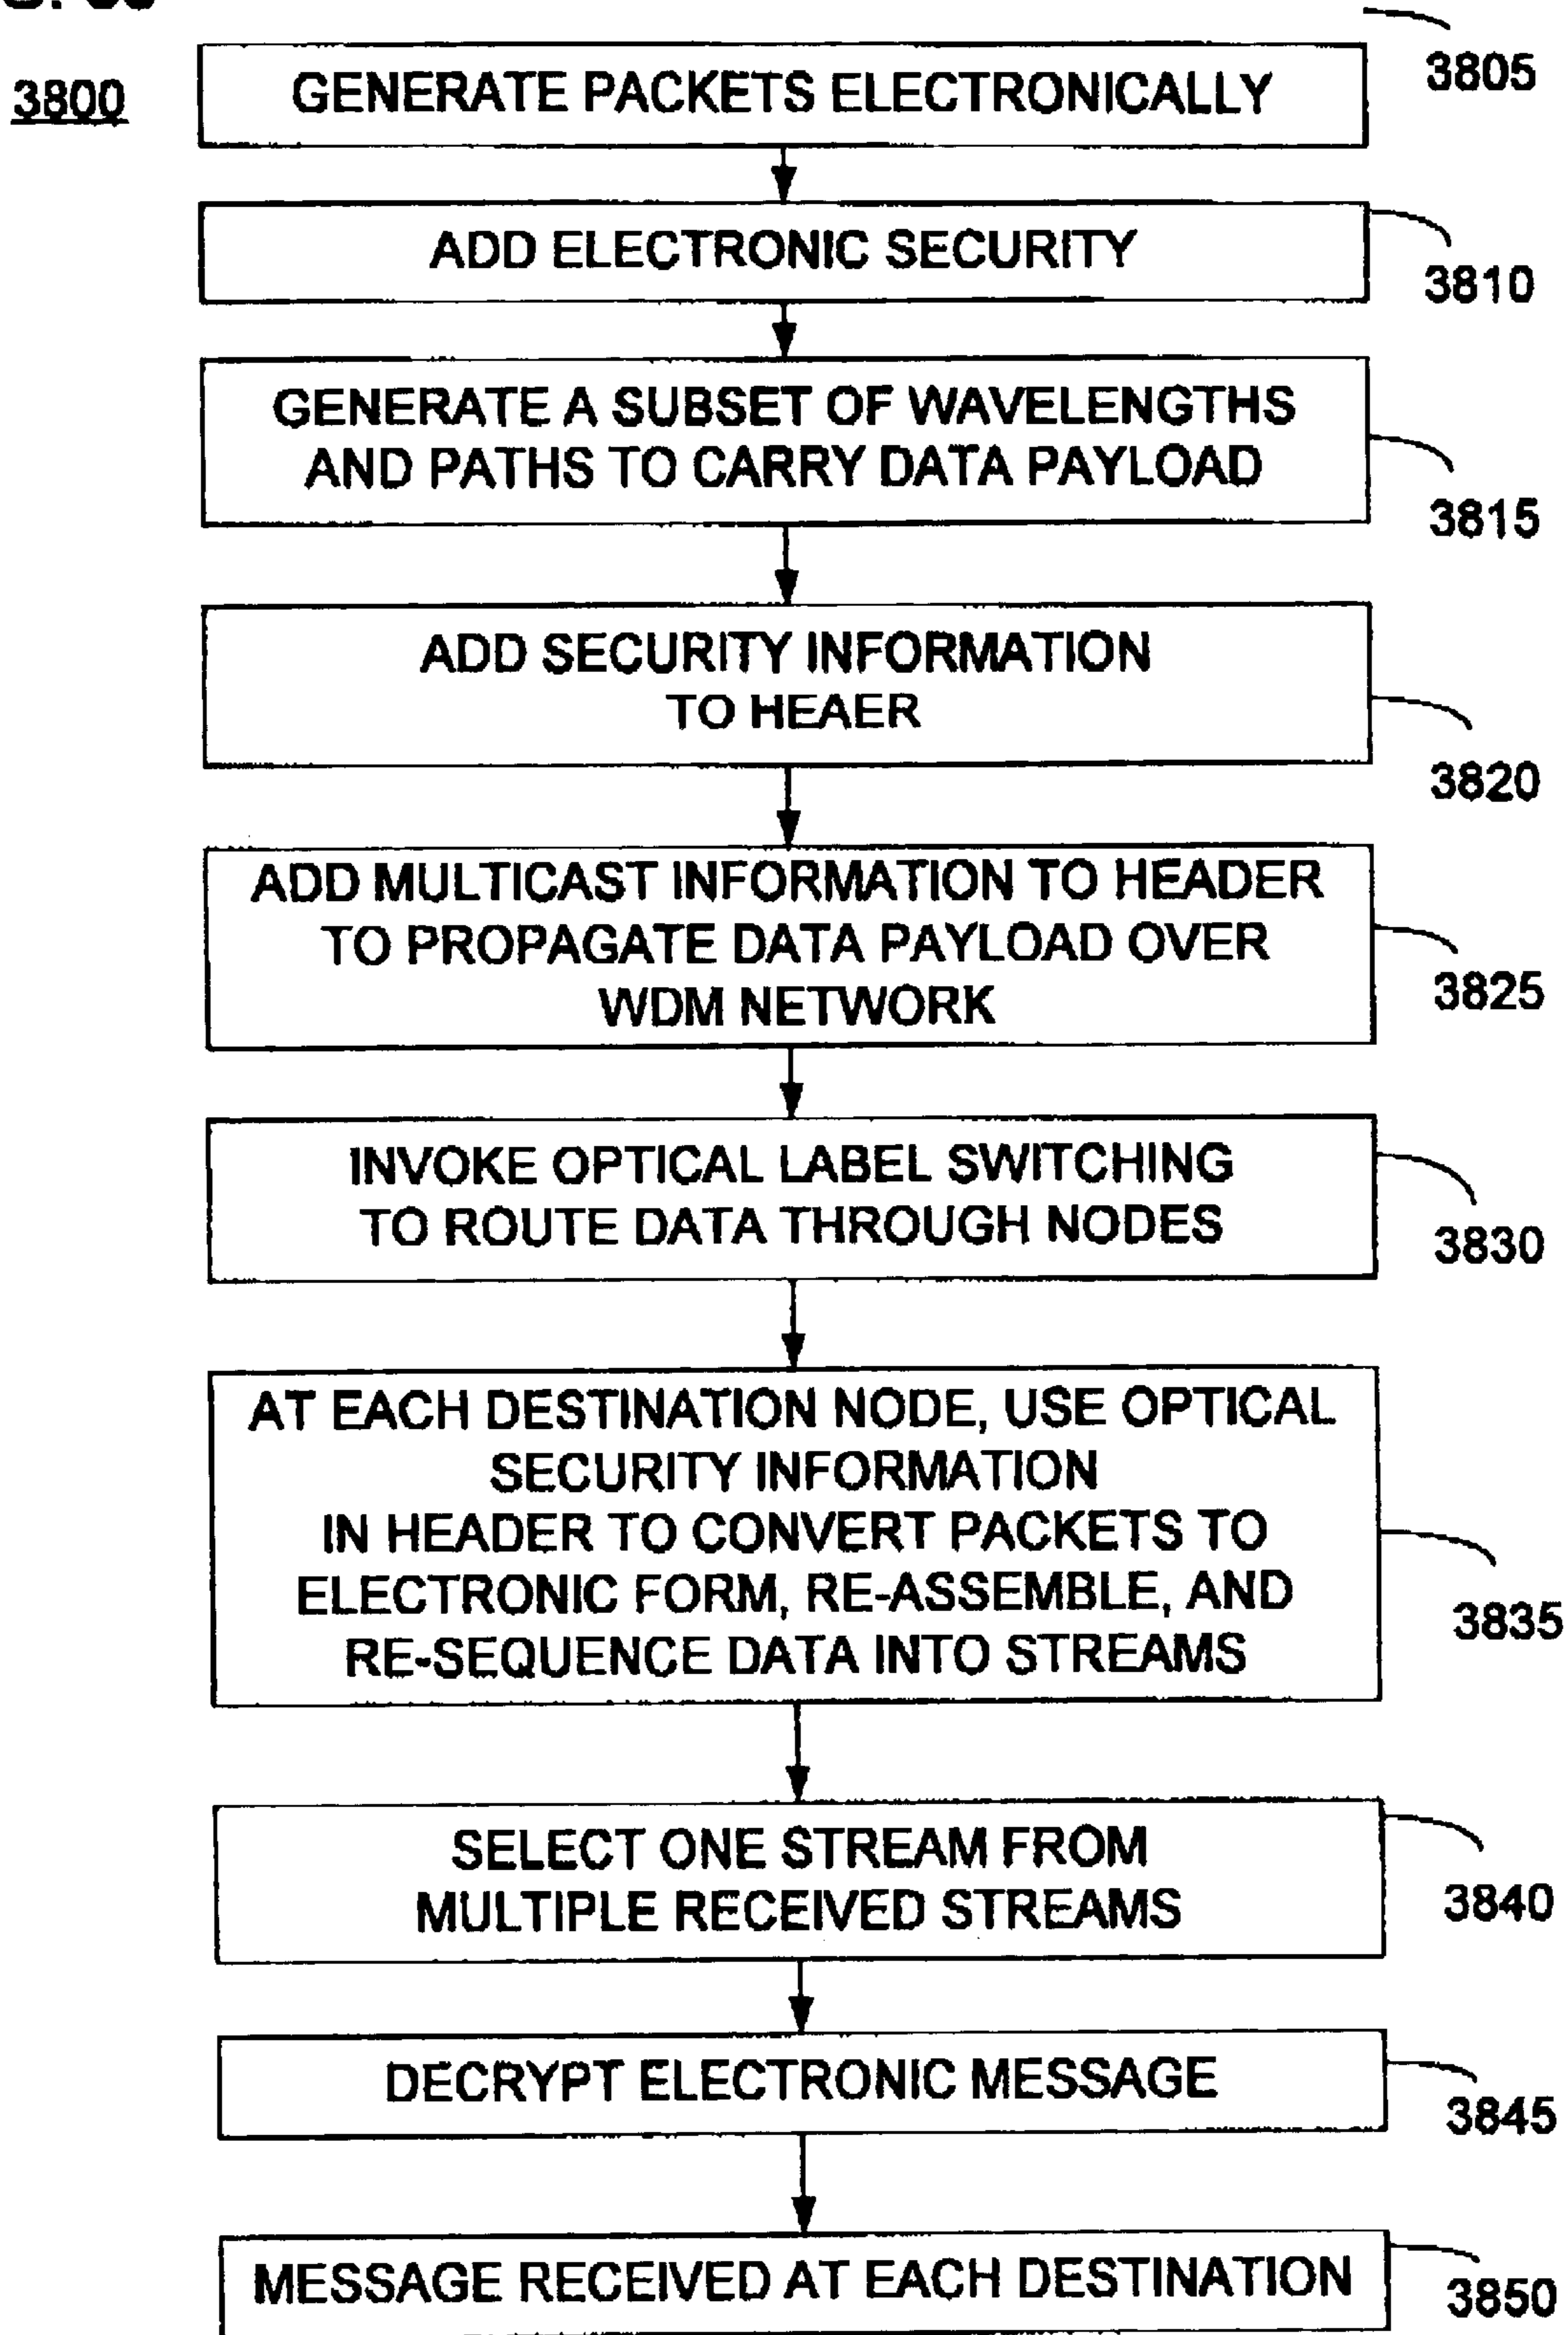 3800
GENERATE PACKETS ELECTRONICALLY
3805
ADD ELECTRONIC SECURITY
3810
GENERATE A SUBSET OF WAVELENGTHS
AND PATHS TO CARRY DATA PAYLOAD
3815
ADD SECURITY INFORMATION
TO HEAER
3820
ADD MULTICAST INFORMATION TO HEADER
TO PROPAGATE DATA PAYLOAD OVER
WDM NETWORK
3825
INVOKE OPTICAL LABEL SWITCHING
TO ROUTE DATA THROUGH NODES
3830
AT EACH DESTINATION NODE, USE OPTICAL
SECURITY INFORMATION
IN HEADER TO CONVERT PACKETS TO
ELECTRONIC FORM, RE-ASSEMBLE, AND
RE-SEQUENCE DATA INTO STREAMS
3835
SELECT ONE STREAM FROM
MULTIPLE RECEIVED STREAMS
3840
DECRYPT ELECTRONIC MESSAGE
3845
MESSAGE RECEIVED AT EACH DESTINATION
3850